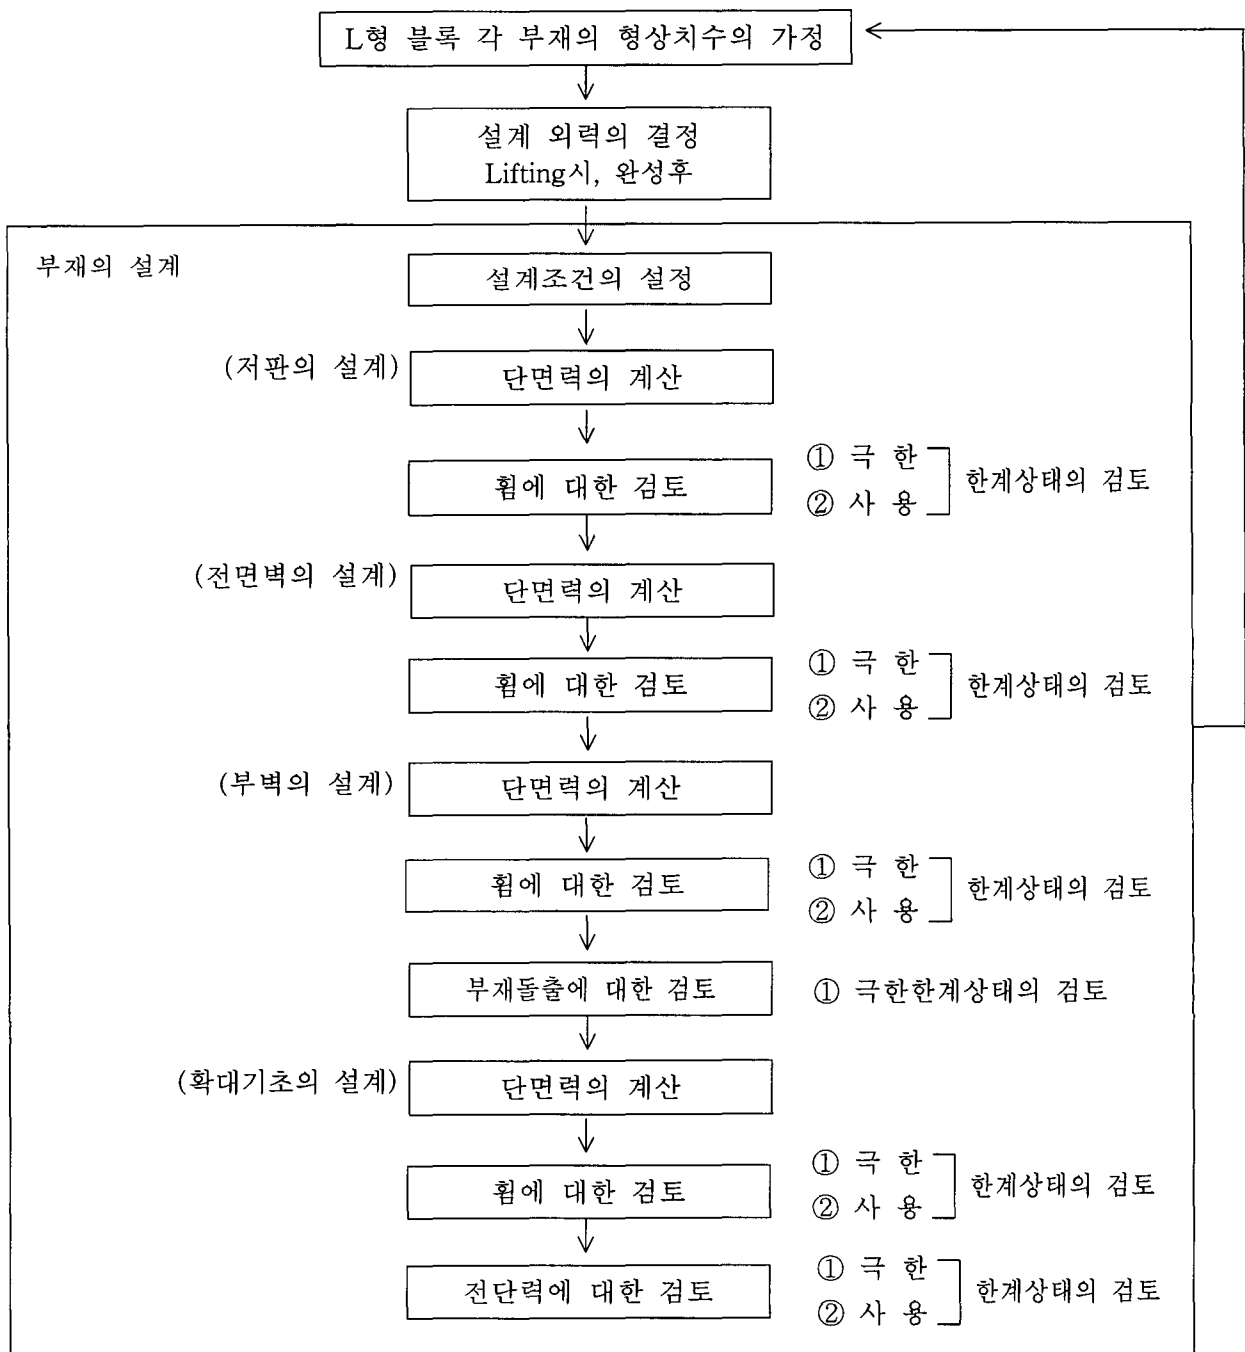 L형 블록 각 부재의 형상치수의 가정
설계 외력의 결정
Lifting시, 완성후
부재의 설계
설계조건의 설정
(저판의 설계)
단면력의 계산
휨에 대한 검토
① 극 한
② 사 용
한계상태의 검토
(전면벽의 설계)
단면력의 계산
휨에 대한 검토
① 극 한
② 사 용
한계상태의 검토
(부벽의 설계)
단면력의 계산
휨에 대한 검토
① 극 한
② 사 용
한계상태의 검토
부재돌출에 대한 검토
① 극한한계상태의 검토
(확대기초의 설계)
단면력의 계산
휨에 대한 검토
① 극 한
② 사 용
한계상태의 검토
전단력에 대한 검토
① 극 한
② 사 용
한계상태의 검토